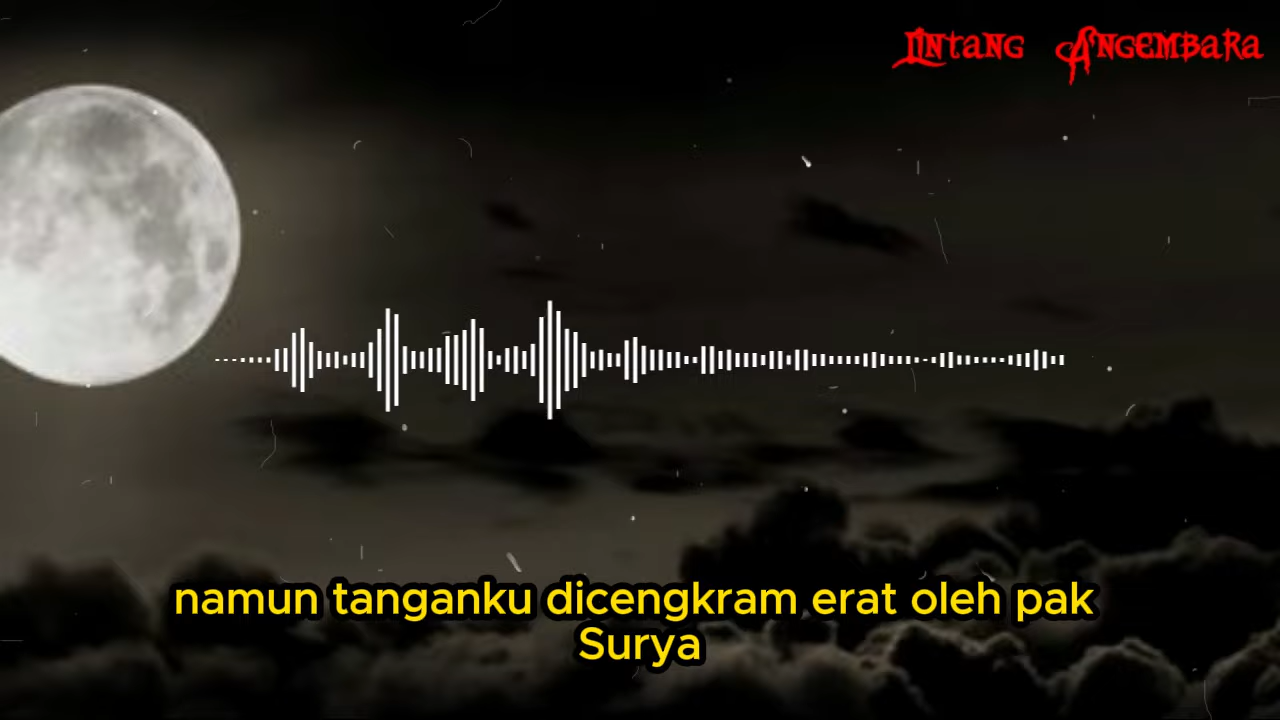 Lintang Angembara
namun tanganku dicengkram erat oleh pak
Surya